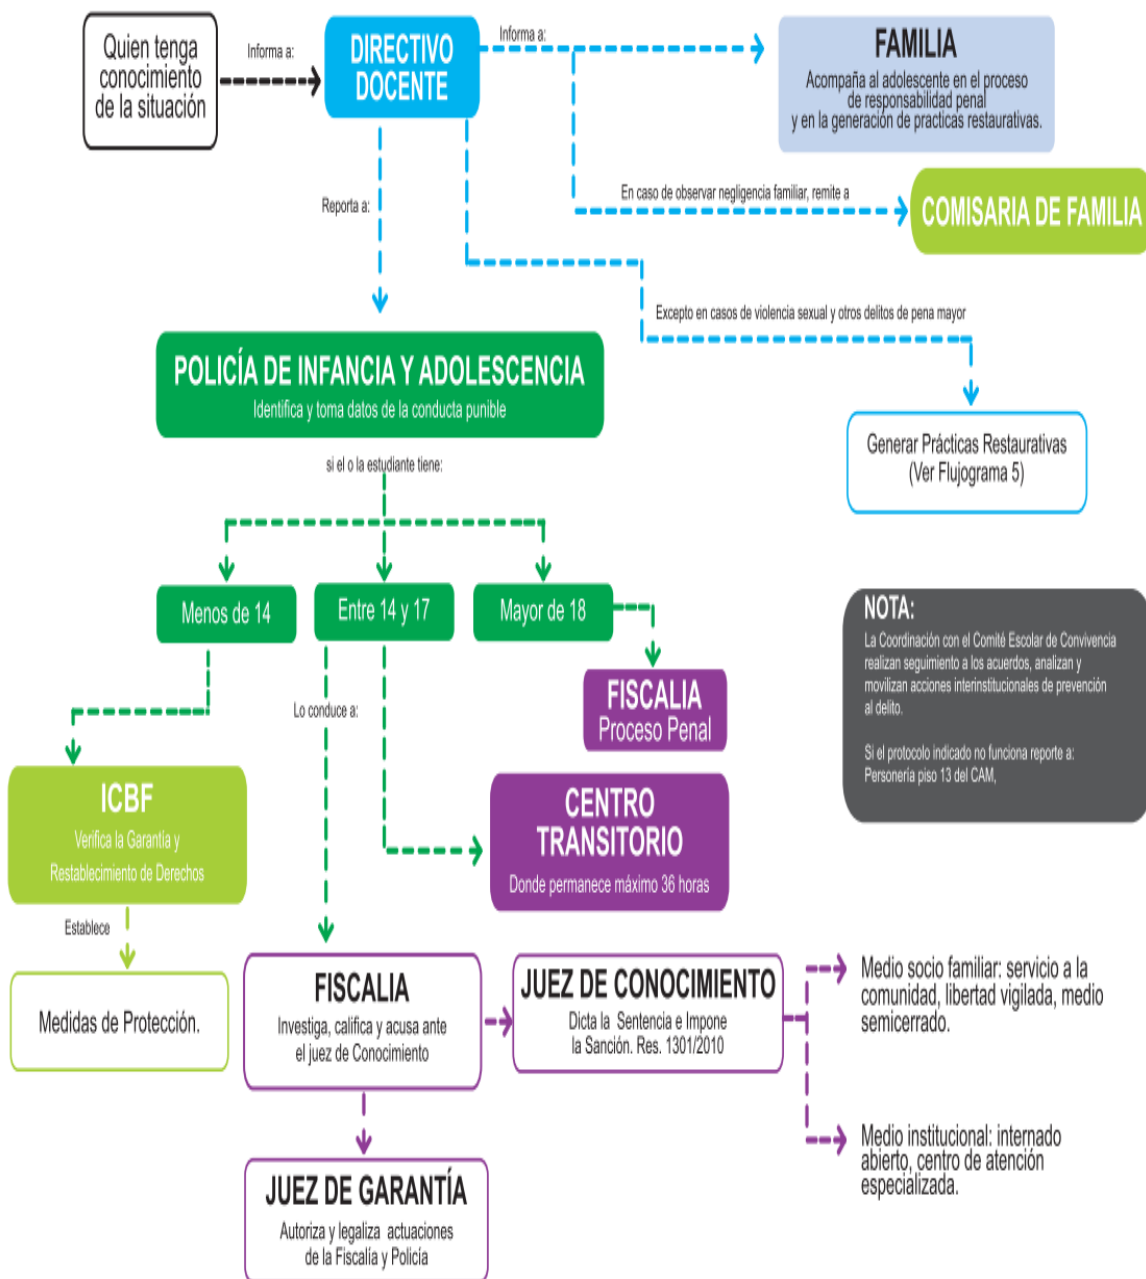 Quien tenga
conocimiento
de la situación
Informa a:
DIRECTIVO
DOCENTE
Informa a:
FAMILIA
Acompaña al adolescente en el proceso
de responsabilidad penal
y en la generación de practicas restaurativas.
En caso de observar negligencia familiar, remite a
COMISARIA DE FAMILIA
Reporta a:
Excepto en casos de violencia sexual y otros delitos de pena mayor
POLICÍA DE INFANCIA Y ADOLESCENCIA
Identifica y toma datos de la conducta punible
Generar Prácticas Restaurativas
(Ver Flujograma 5)
si el o la estudiante tiene:
Menos de 14
Entre 14 y 17
Mayor de 18
NOTA:
La Coordinación con el Comité Escolar de Convivencia
realizan seguimiento a los acuerdos, analizan y
movilizan acciones interinstitucionales de prevención
al delito.
Si el protocolo indicado no funciona reporte a:
Personería piso 13 del CAM,
FISCALIA
Proceso Penal
Lo conduce a:
ICBF
Verifica la Garantía y
Restablecimiento de Derechos
CENTRO
TRANSITORIO
Donde permanece máximo 36 horas
Establece
Medidas de Protección.
FISCALIA
Investiga, califica y acusa ante
el juez de Conocimiento
JUEZ DE CONOCIMIENTO
Dicta la Sentencia e Impone
la Sanción. Res. 1301/2010
Medio socio familiar: servicio a la
comunidad, libertad vigilada, medio
semicerrado.
Medio institucional: internado
abierto, centro de atención
especializada.
JUEZ DE GARANTÍA
Autoriza y legaliza actuaciones
de la Fiscalía y Policía